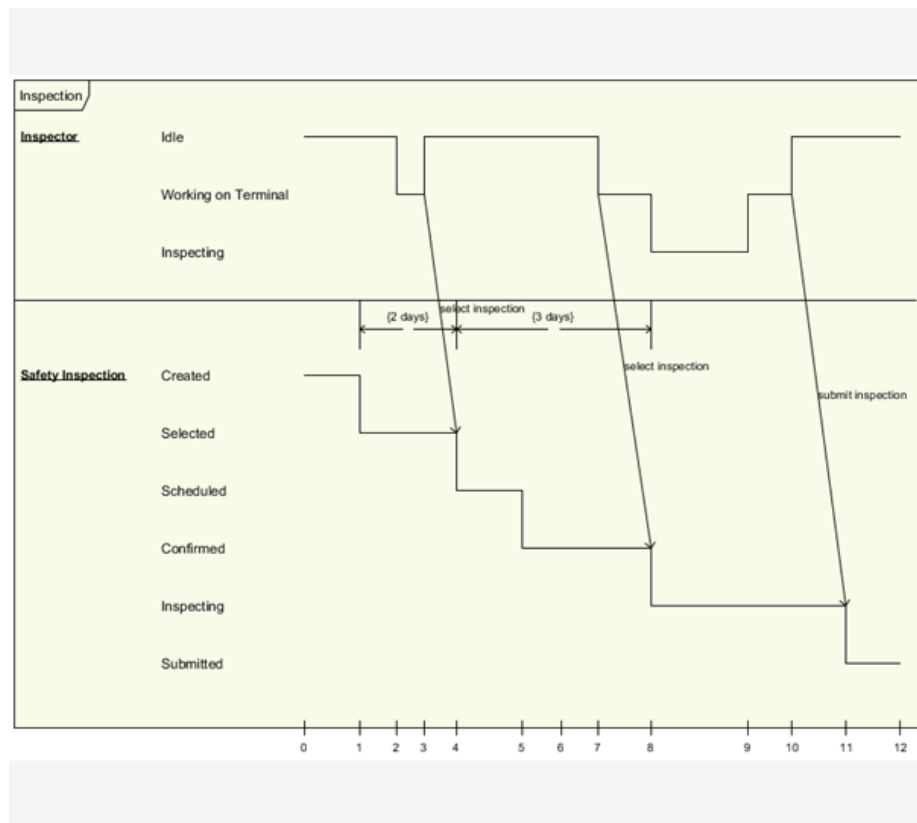 Inspection
Inspector
Idle
Working on Terminal
Inspecting
{2 days}
select inspection
{3 days}
select inspection
submit inspection
Safety Inspection
Created
Selected
Scheduled
Confirmed
Inspecting
Submitted
0 1 2 3 4 5 6 7 8 9 10 11 12